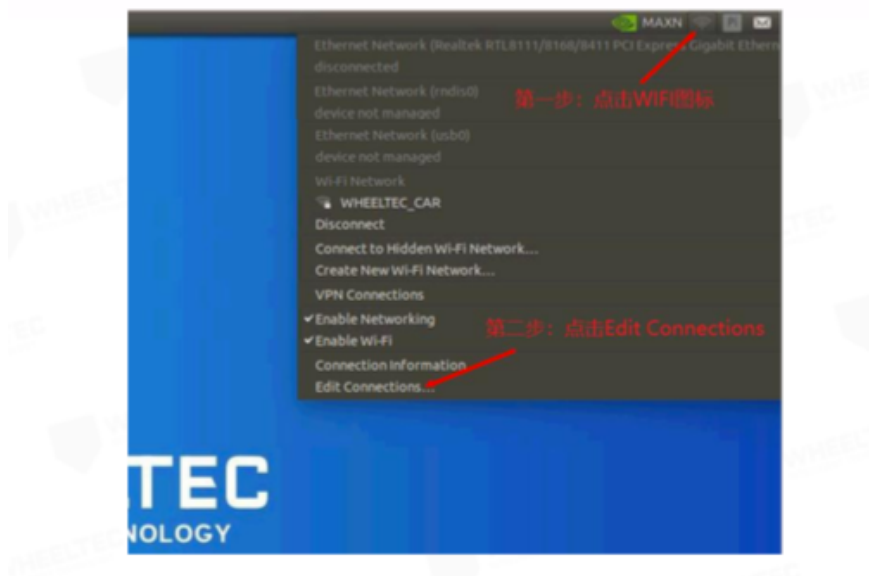 MAXN
Ethernet Network (Realtek RTL8111/8168/8411 PCI Express Gigabit Ethern
disconnected
Ethernet Network (rndis0)
第一步：点击WIFI图标
device not managed
Ethernet Network (usb0)
device not managed
Wi-Fi Network
WHEELTEC_CAR
Disconnect
Connect to Hidden Wi-Fi Network...
Create New Wi-Fi Network...
VPN Connections
Enable Networking
第二步：点击Edit Connections
Enable Wi-Fi
Connection Information
Edit Connections...
TEC
NOLOGY